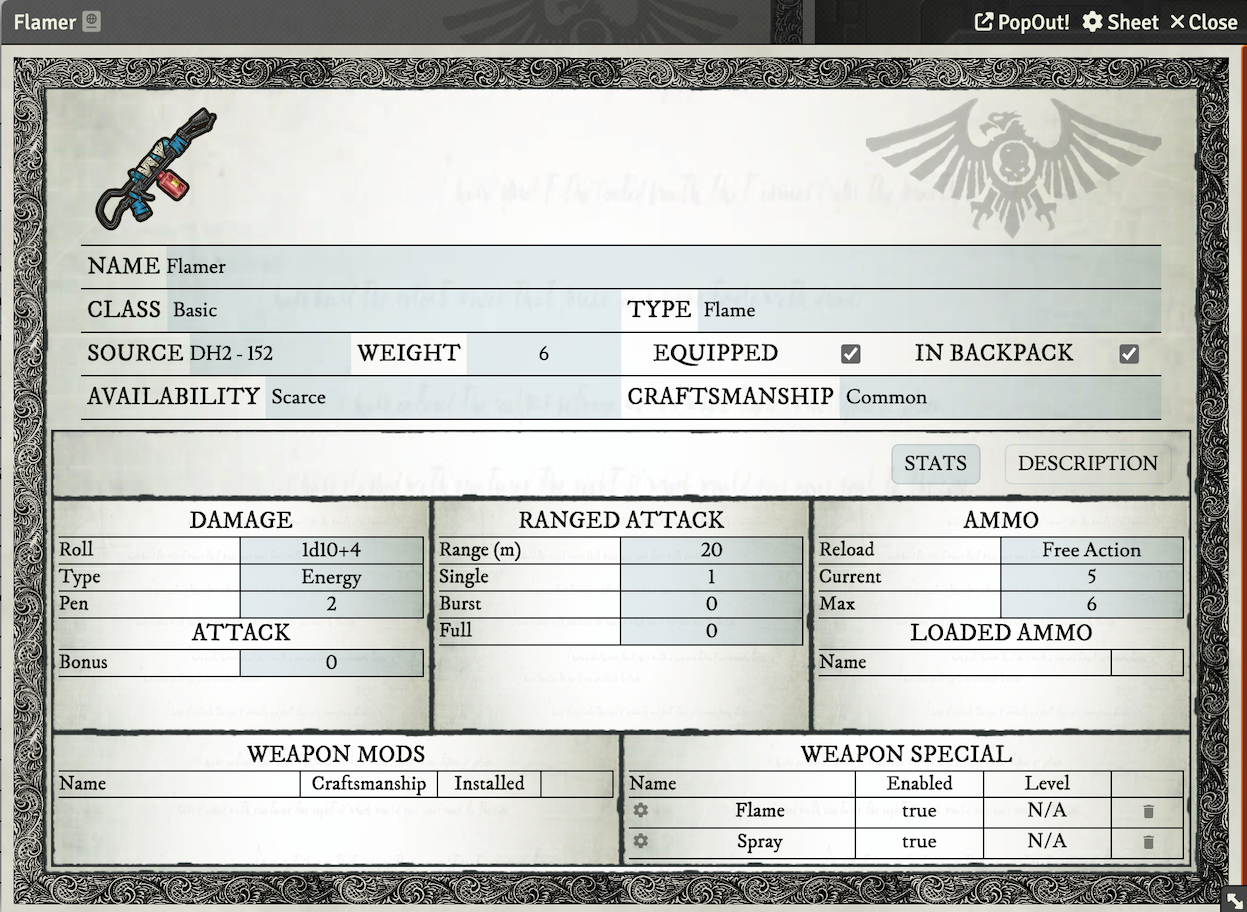 Flamer PopOut! Sheet Close
NAME Flamer
CLASS Basic TYPE Flame
SOURCE DH2 - 152 WEIGHT 6 EQUIPPED IN BACKPACK
AVAILABILITY Scarce CRAFTSMANSHIP Common
STATS DESCRIPTION
DAMAGE RANGED ATTACK AMMO
Roll 1d10+4 Range (m) 20 Reload Free Action
Type Energy Single 1 Current 5
Pen 2 Burst 0 Max 6
ATTACK Full 0 LOADED AMMO
Bonus 0 Name
WEAPON MODS WEAPON SPECIAL
Name Craftsmanship Installed Name Enabled Level
Flame true N/A
Spray true N/A